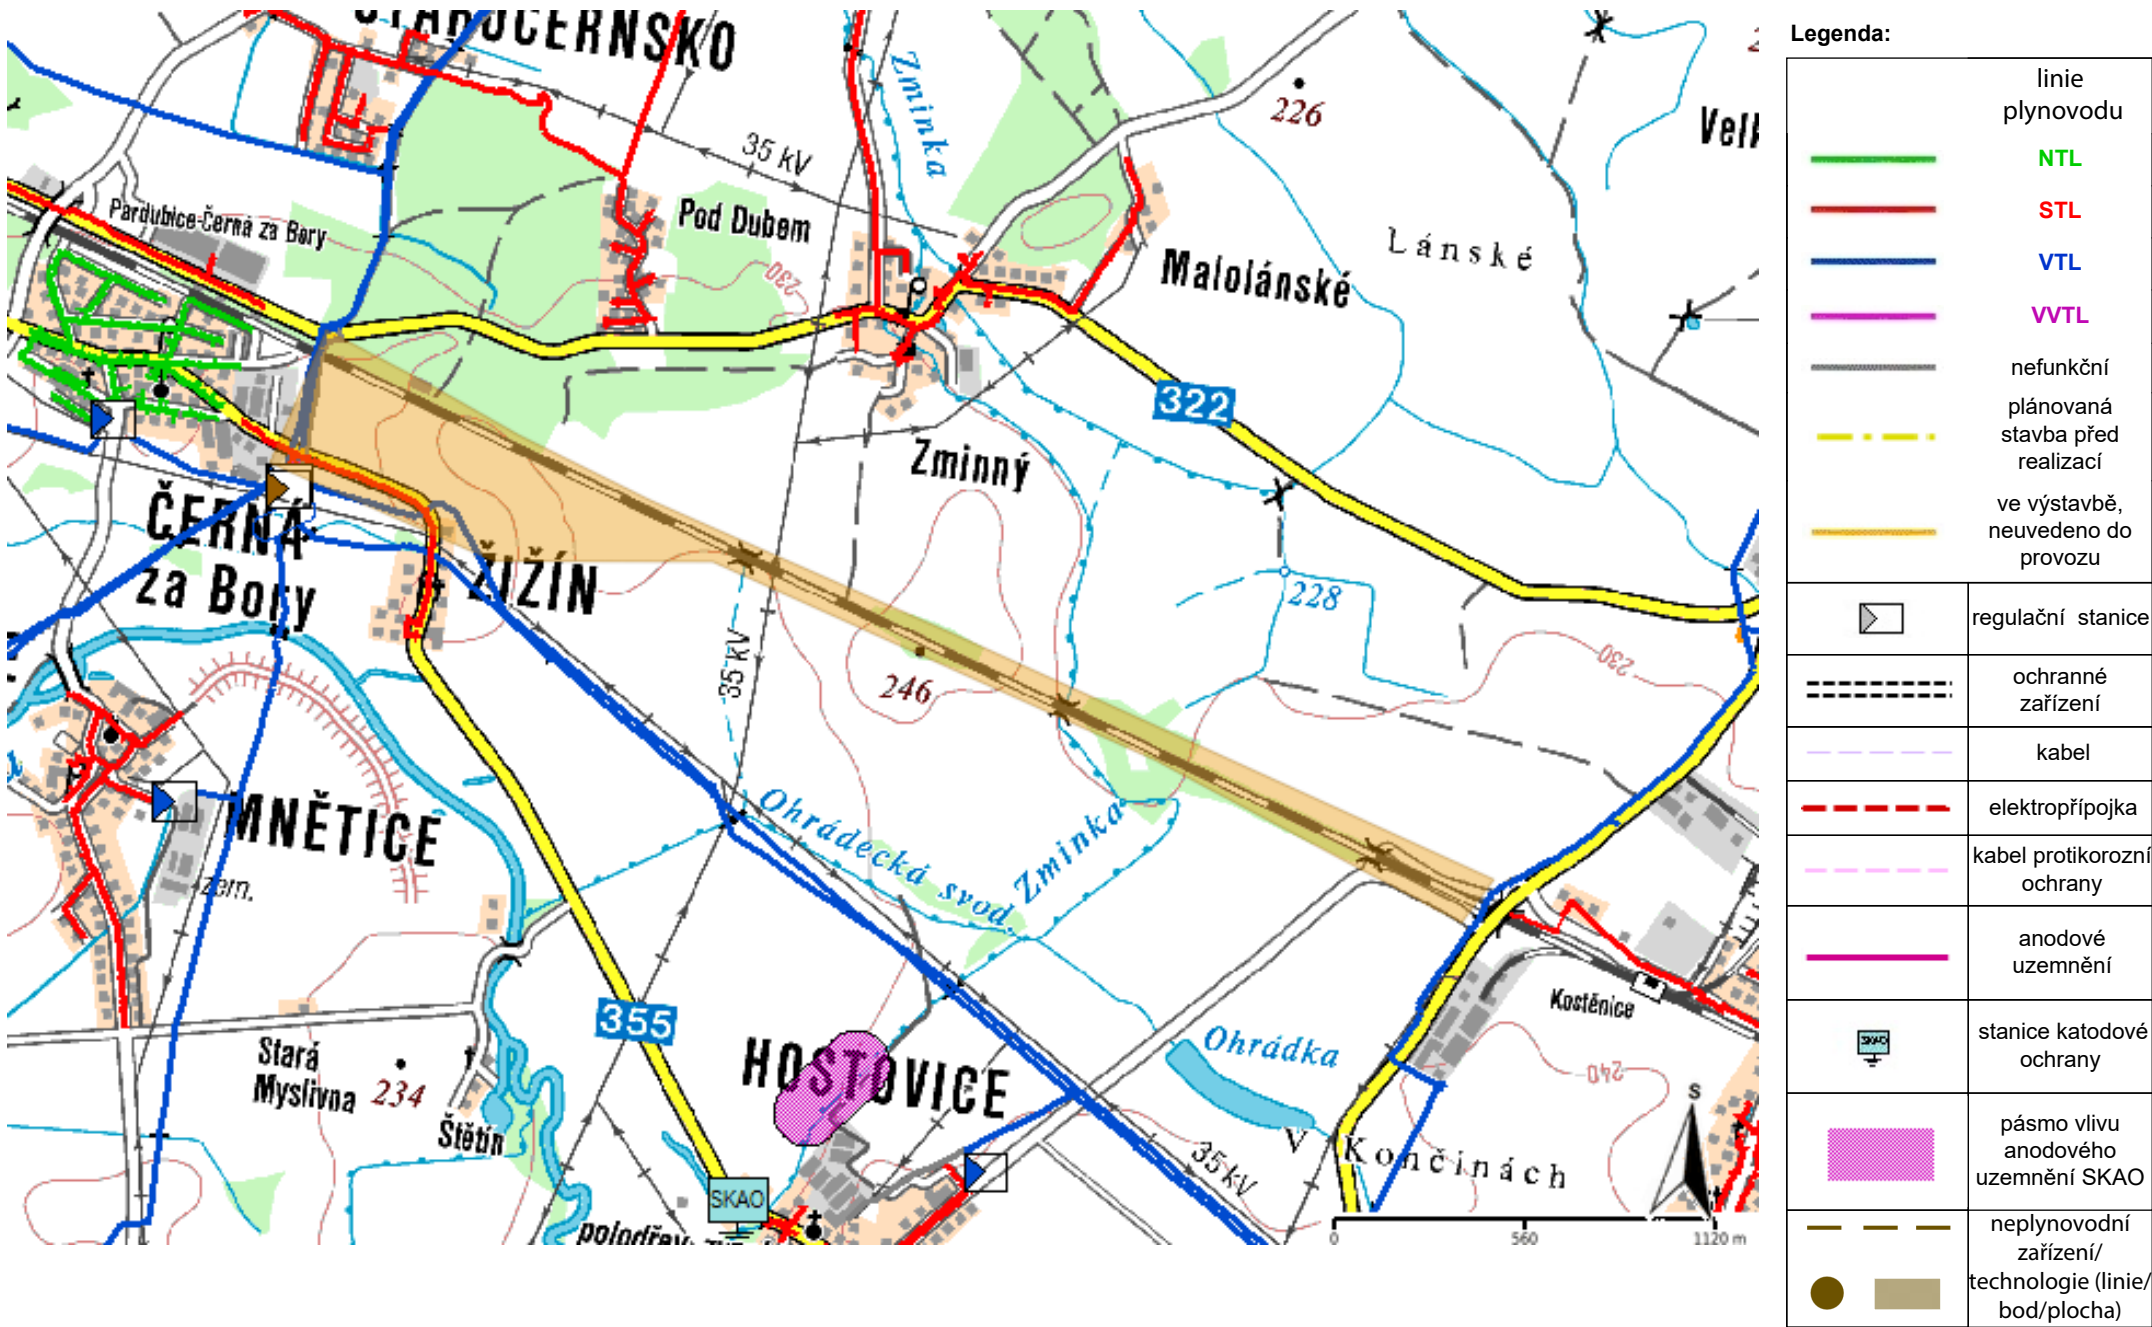 STAROČERNSKO
Zminka
226
35 kV
Pardubice-Černá za Bory
Pod Dubem
230
Malolánské
Lánské
322
Zminný
ČERNÁ
za Bory
ŽIŽÍN
228
35 kV
246
230
MNĚTICE
Ohrádecká svod.
Zminka
zem.
355
Kostěnice
Stará
Myslivna
234
Štětín
HOSTOVICE
Ohrádka
240
V Končinách
35 kV
SKAO
S
0
560
1120 m
Legenda:
linie
plynovodu
NTL
STL
VTL
VVTL
nefunkční
plánovaná
stavba před
realizací
ve výstavbě,
neuvedeno do
provozu
regulační stanice
ochranné
zařízení
kabel
elektropřípojka
kabel protikorozní
ochrany
anodové
uzemnění
SKAO
stanice katodové
ochrany
pásmo vlivu
anodového
uzemnění SKAO
neplynovodní
zařízení/
technologie (linie/
bod/plocha)